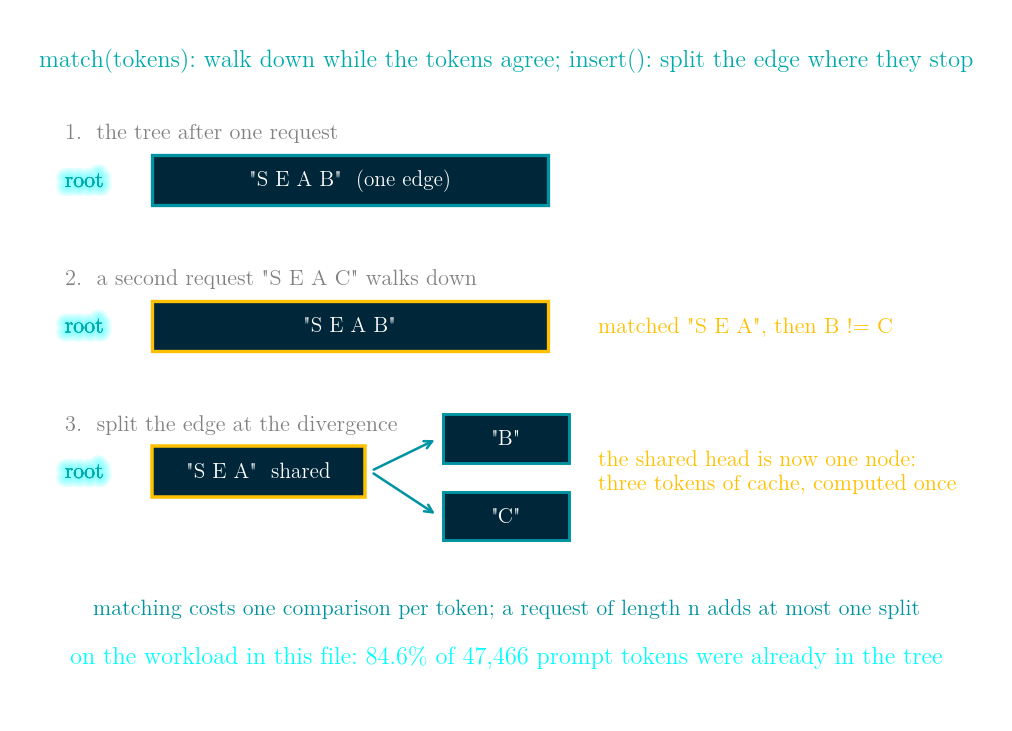 match(tokens): walk down while the tokens agree; insert(): split the edge where they stop
1. the tree after one request
root
"S E A B" (one edge)
2. a second request "S E A C" walks down
root
"S E A B"
matched "S E A", then B != C
3. split the edge at the divergence
root
"S E A" shared
"B"
"C"
the shared head is now one node:
three tokens of cache, computed once
matching costs one comparison per token; a request of length n adds at most one split
on the workload in this file: 84.6% of 47,466 prompt tokens were already in the tree